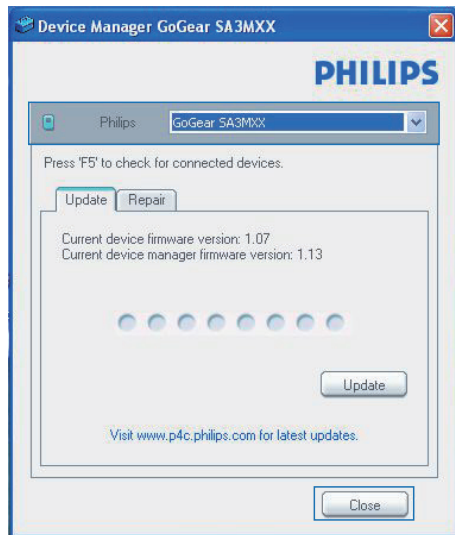 Device Manager GoGear SA3MXX
PHILIPS
Philips GoGear SA3MXX
Press 'F5' to check for connected devices.
Update Repair
Current device firmware version: 1.07
Current device manager firmware version: 1.13
Update
Visit www.p4c.philips.com for latest updates.
Close